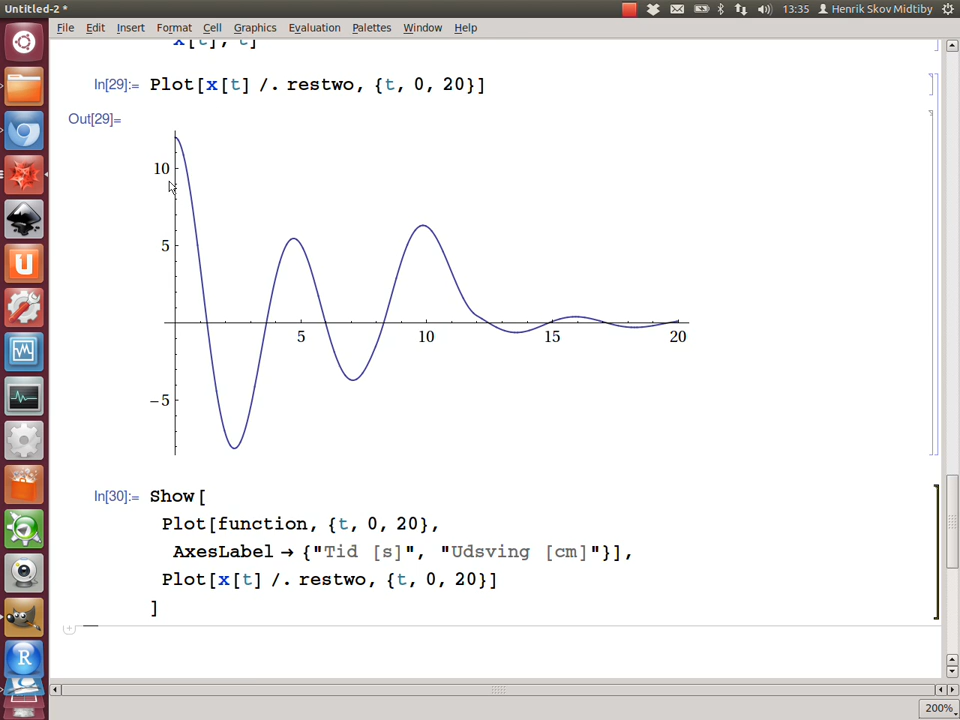 Untitled-2 *
13:35 Henrik Skov Midtiby
File Edit Insert Format Cell Graphics Evaluation Palettes Window Help
x[t], t]
In[29]:= Plot[x[t] /. restwo, {t, 0, 20}]
Out[29]=
10
5
5 10 15 20
−5
In[30]:= Show[
Plot[function, {t, 0, 20},
AxesLabel → {"Tid [s]", "Udsving [cm]"}],
Plot[x[t] /. restwo, {t, 0, 20}]
]
200%